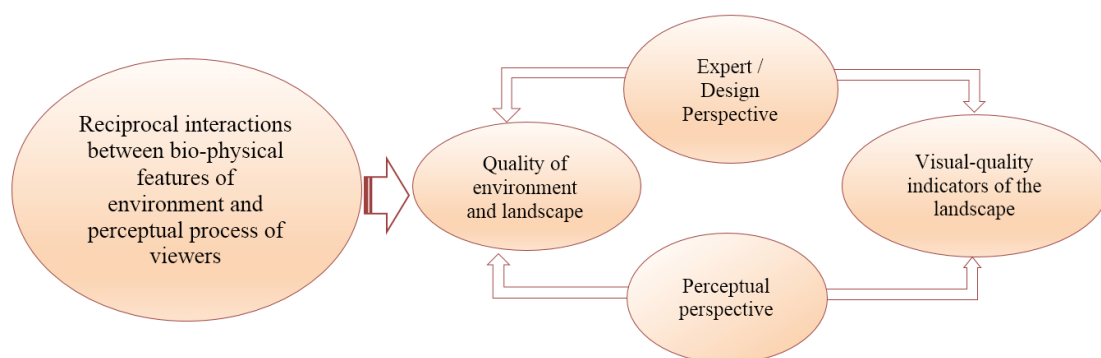 Reciprocal interactions
between bio-physical
features of
environment and
perceptual process of
viewers
Quality of
environment
and landscape
Expert /
Design
Perspective
Perceptual
perspective
Visual-quality
indicators of the
landscape